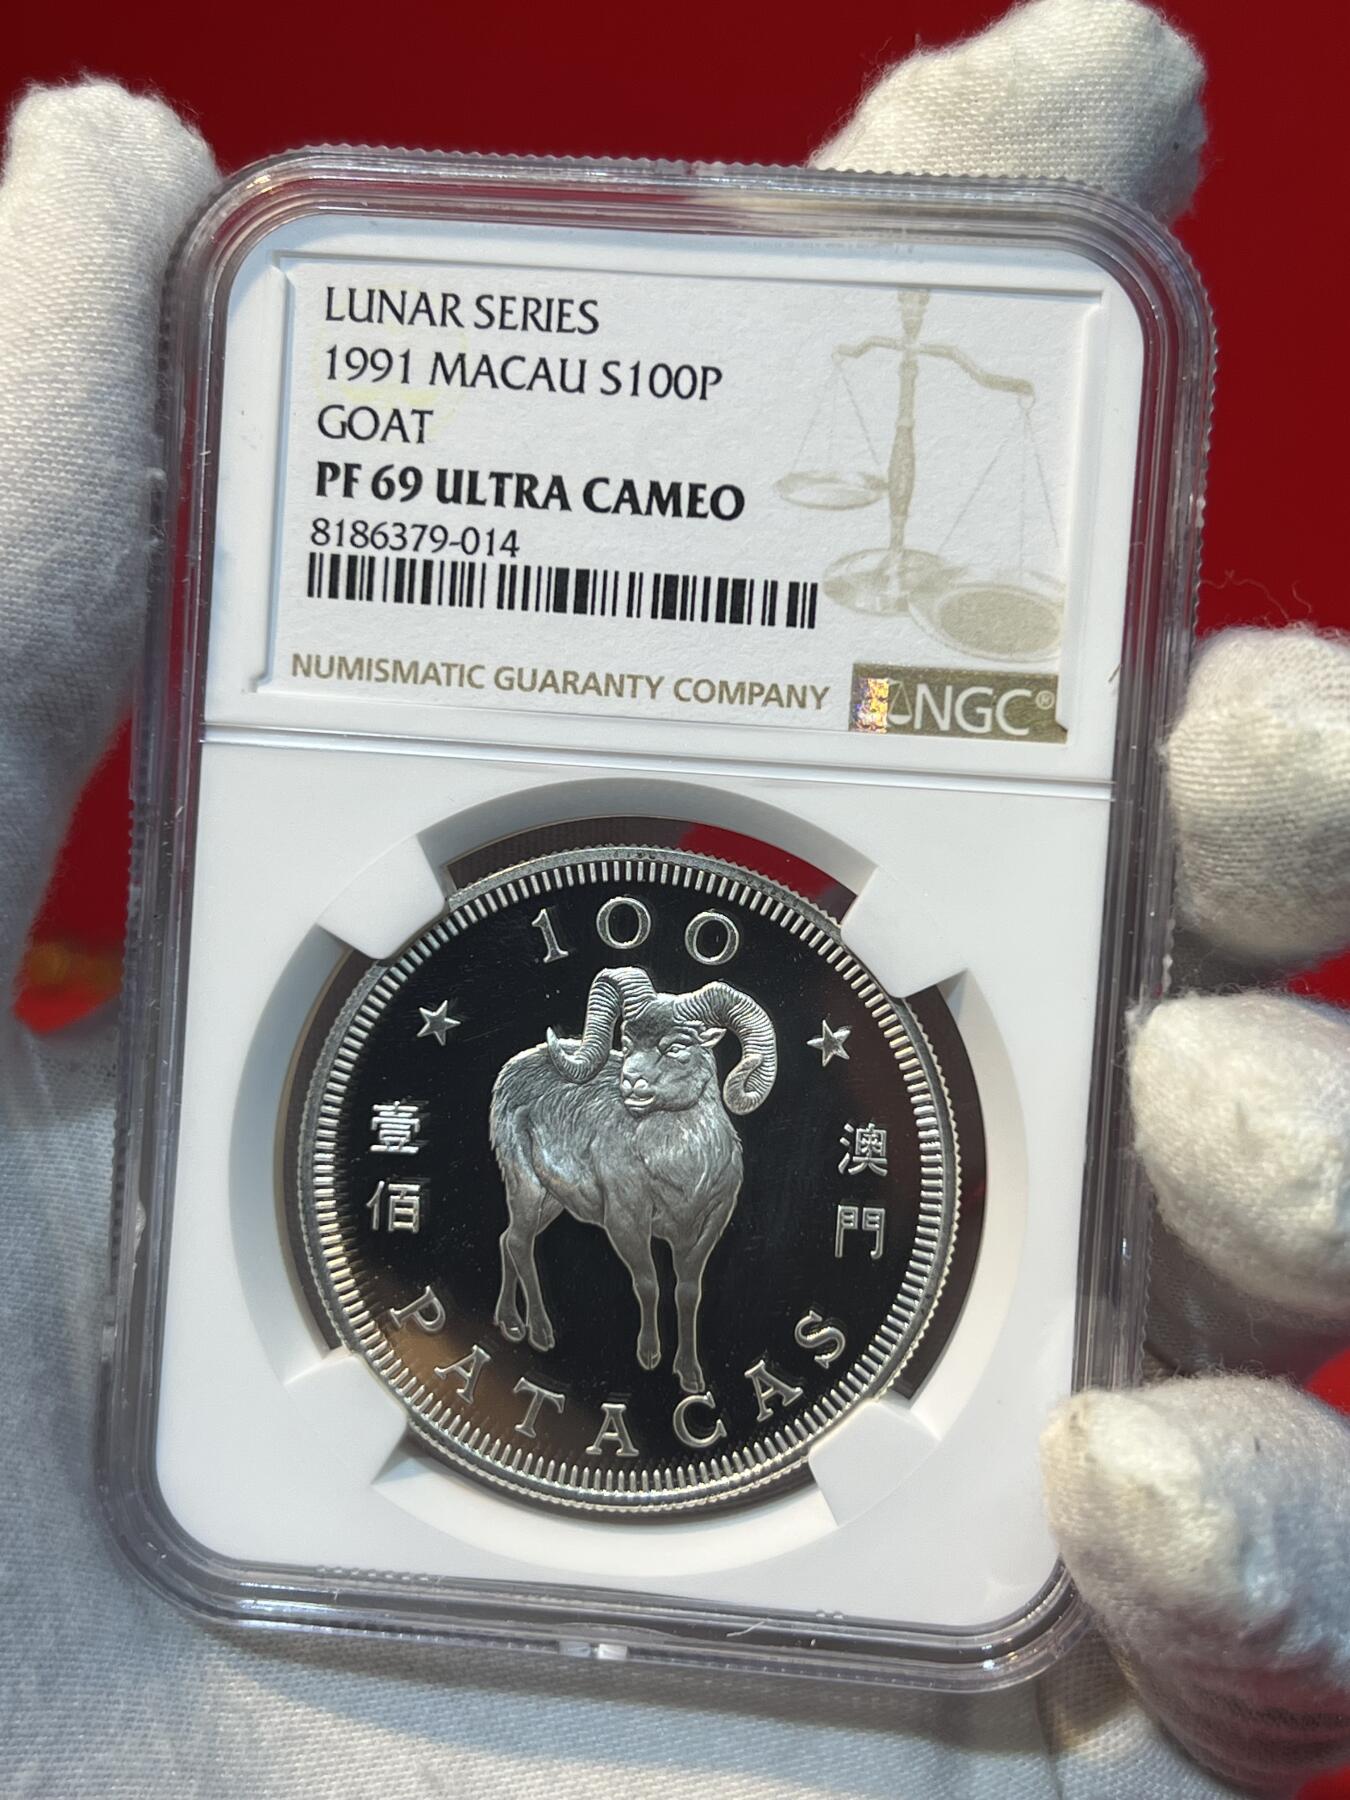 LUNAR SERIES
1991 MACAU S100P
GOAT
PF 69 ULTRA CAMEO
8186379-014
NUMISMATIC GUARANTY COMPANY
NGC®
100
壹佰
澳門
PATACAS